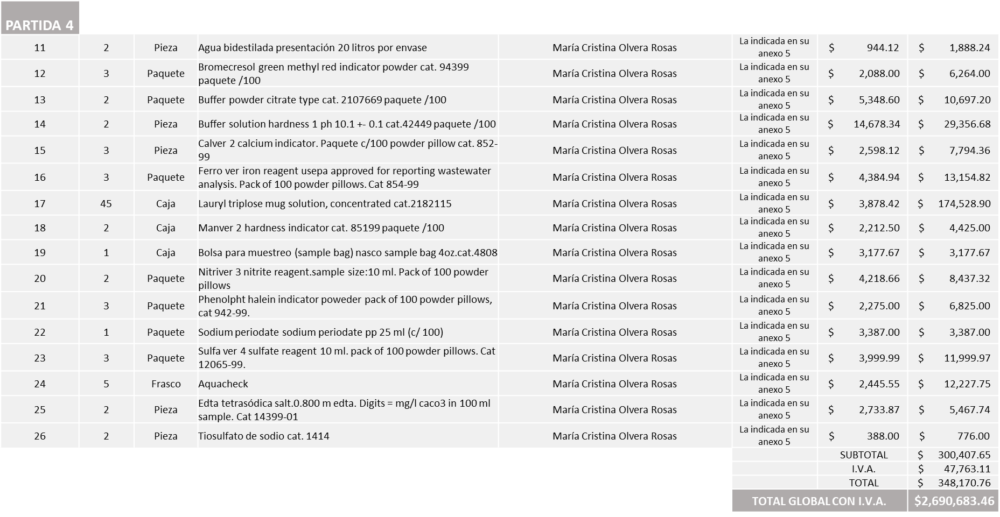 PARTIDA 4
11 2 Pieza Agua bidestilada presentación 20 litros por envase María Cristina Olvera Rosas La indicada en su anexo 5 $ 944.12 $ 1,888.24
12 3 Paquete Bromecresol green methyl red indicator powder cat. 94399 paquete /100 María Cristina Olvera Rosas La indicada en su anexo 5 $ 2,088.00 $ 6,264.00
13 2 Paquete Buffer powder citrate type cat. 2107669 paquete /100 María Cristina Olvera Rosas La indicada en su anexo 5 $ 5,348.60 $ 10,697.20
14 2 Pieza Buffer solution hardness 1 ph 10.1 +- 0.1 cat.42449 paquete /100 María Cristina Olvera Rosas La indicada en su anexo 5 $ 14,678.34 $ 29,356.68
15 3 Pieza Calver 2 calcium indicator. Paquete c/100 powder pillow cat. 852-99 María Cristina Olvera Rosas La indicada en su anexo 5 $ 2,598.12 $ 7,794.36
16 3 Paquete Ferro ver iron reagent usepa approved for reporting wastewater analysis. Pack of 100 powder pillows. Cat 854-99 María Cristina Olvera Rosas La indicada en su anexo 5 $ 4,384.94 $ 13,154.82
17 45 Caja Lauryl triplose mug solution, concentrated cat.2182115 María Cristina Olvera Rosas La indicada en su anexo 5 $ 3,878.42 $ 174,528.90
18 2 Caja Manver 2 hardness indicator cat. 85199 paquete /100 María Cristina Olvera Rosas La indicada en su anexo 5 $ 2,212.50 $ 4,425.00
19 1 Caja Bolsa para muestreo (sample bag) nasco sample bag 4oz.cat.4808 María Cristina Olvera Rosas La indicada en su anexo 5 $ 3,177.67 $ 3,177.67
20 2 Paquete Nitriver 3 nitrite reagent.sample size:10 ml. Pack of 100 powder pillows María Cristina Olvera Rosas La indicada en su anexo 5 $ 4,218.66 $ 8,437.32
21 3 Paquete Phenolpht halein indicator poweder pack of 100 powder pillows, cat 942-99. María Cristina Olvera Rosas La indicada en su anexo 5 $ 2,275.00 $ 6,825.00
22 1 Paquete Sodium periodate sodium periodate pp 25 ml (c/ 100) María Cristina Olvera Rosas La indicada en su anexo 5 $ 3,387.00 $ 3,387.00
23 3 Paquete Sulfa ver 4 sulfate reagent 10 ml. pack of 100 powder pillows. Cat 12065-99. María Cristina Olvera Rosas La indicada en su anexo 5 $ 3,999.99 $ 11,999.97
24 5 Frasco Aquacheck María Cristina Olvera Rosas La indicada en su anexo 5 $ 2,445.55 $ 12,227.75
25 2 Pieza Edta tetrasódica salt.0.800 m edta. Digits = mg/l caco3 in 100 ml sample. Cat 14399-01 María Cristina Olvera Rosas La indicada en su anexo 5 $ 2,733.87 $ 5,467.74
26 2 Pieza Tiosulfato de sodio cat. 1414 María Cristina Olvera Rosas La indicada en su anexo 5 $ 388.00 $ 776.00
SUBTOTAL $ 300,407.65
I.V.A. $ 47,763.11
TOTAL $ 348,170.76
TOTAL GLOBAL CON I.V.A. $2,690,683.46